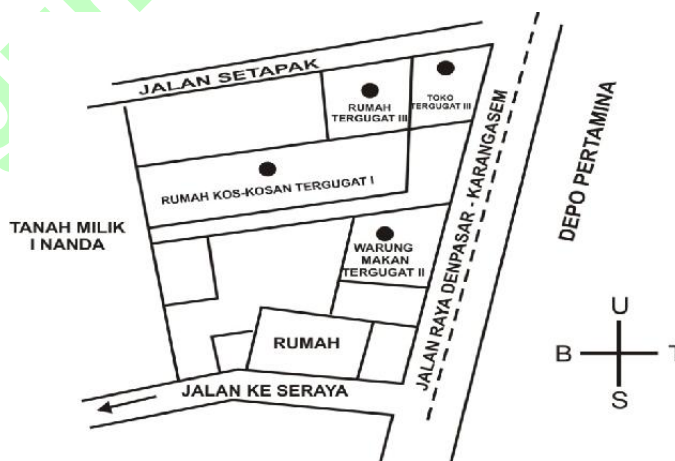 JALAN SETAPAK
RUMAH
TERGUGAT III
TOKO
TERGUGAT III
RUMAH KOS-KOSAN TERGUGAT I
TANAH MILIK
I NANDA
WARUNG
MAKAN
TERGUGAT II
JALAN RAYA DENPASAR - KARANGASEM
DEPO PERTAMINA
RUMAH
JALAN KE SERAYA
U
B
T
S